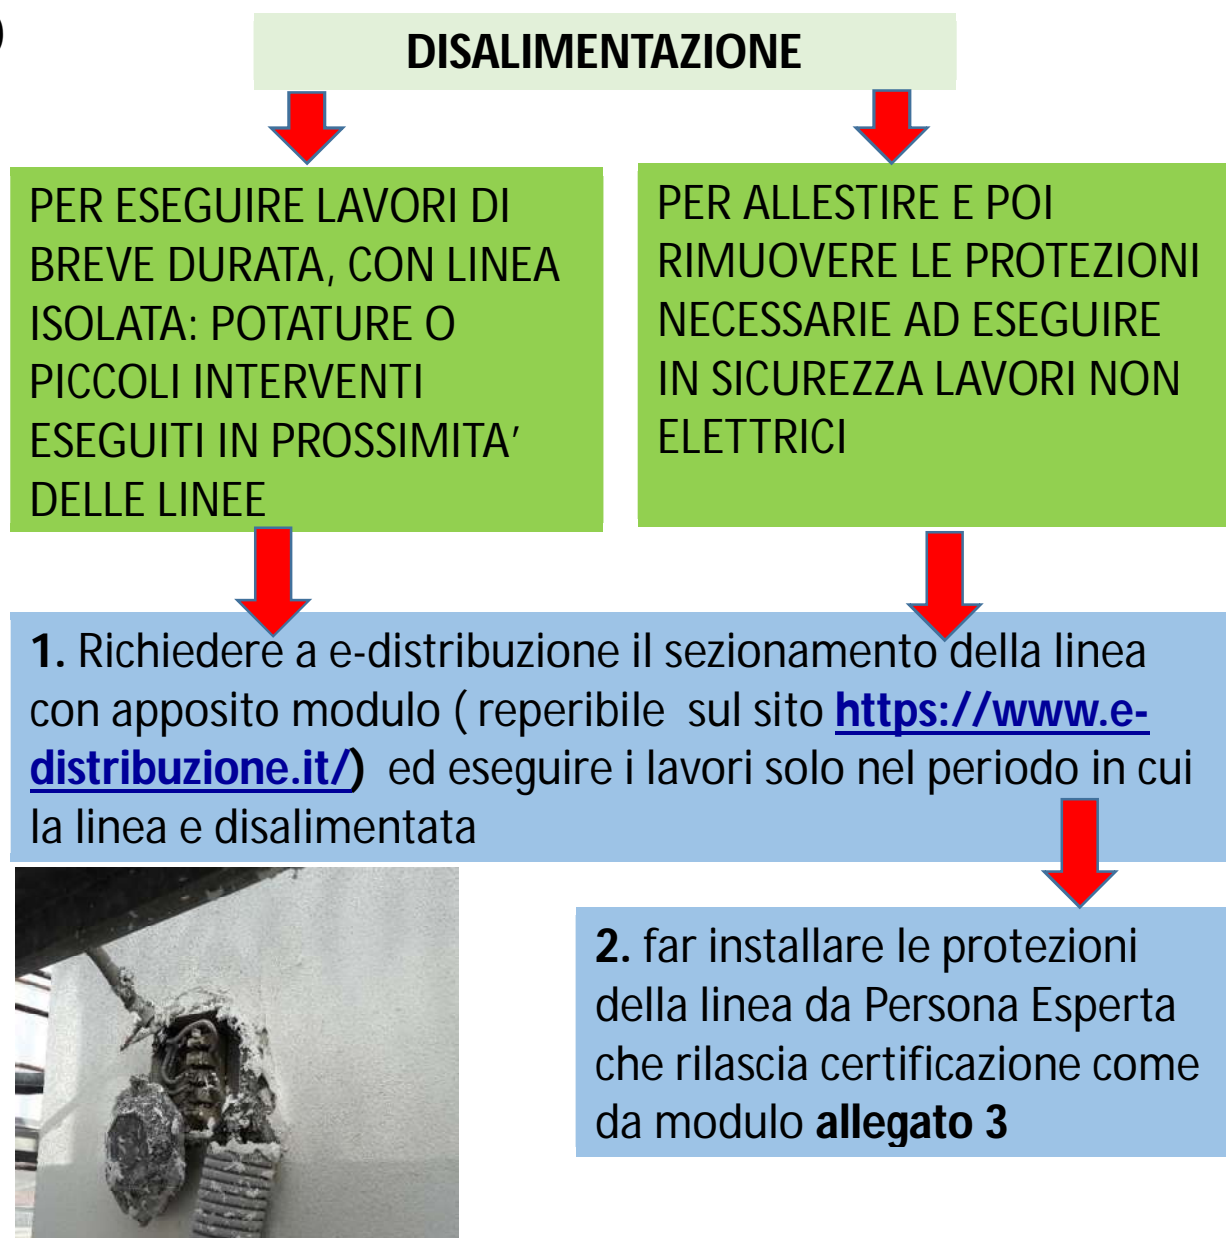 )
DISALIMENTAZIONE
PER ESEGUIRE LAVORI DI
BREVE DURATA, CON LINEA
ISOLATA: POTATURE O
PICCOLI INTERVENTI
ESEGUITI IN PROSSIMITA’
DELLE LINEE
PER ALLESTIRE E POI
RIMUOVERE LE PROTEZIONI
NECESSARIE AD ESEGUIRE
IN SICUREZZA LAVORI NON
ELETTRICI
1. Richiedere a e-distribuzione il sezionamento della linea
con apposito modulo ( reperibile sul sito https://www.e-
distribuzione.it/) ed eseguire i lavori solo nel periodo in cui
la linea e disalimentata
2. far installare le protezioni
della linea da Persona Esperta
che rilascia certificazione come
da modulo allegato 3